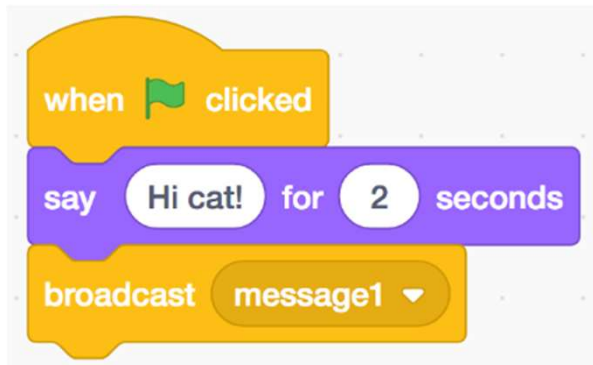 when clicked
say Hi cat! for 2 seconds
broadcast message1